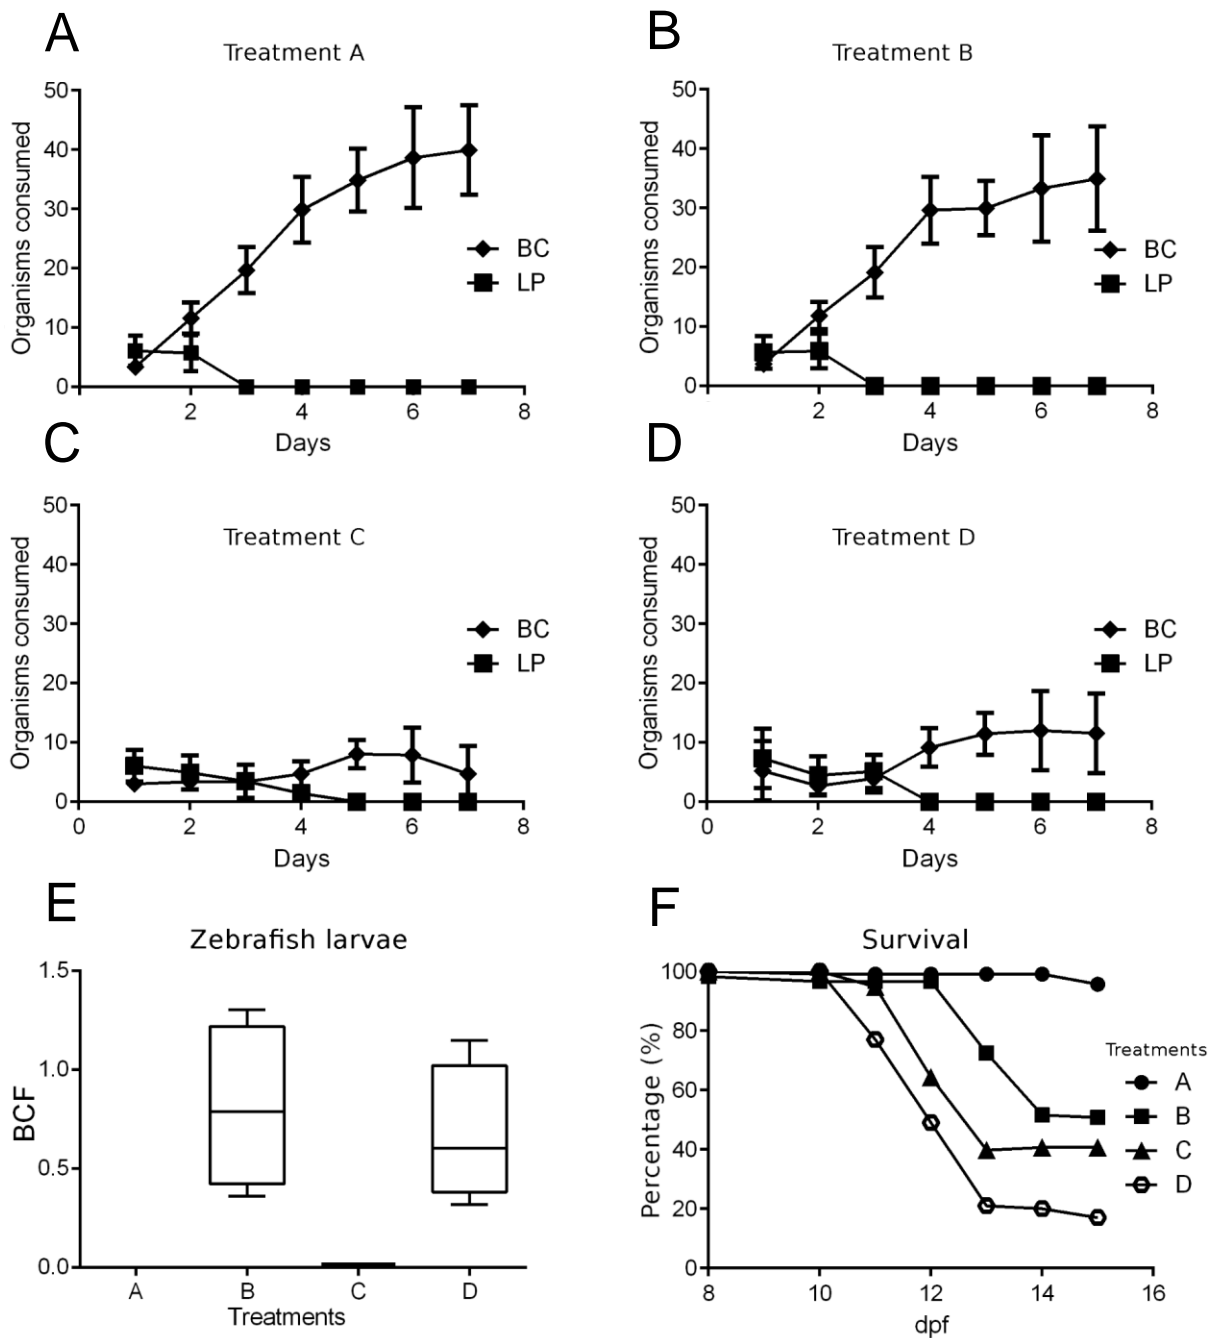 A
Treatment A
50
40
30
20
10
0
2
4
6
8
Organisms consumed
Days
BC
LP
B
Treatment B
50
40
30
20
10
0
2
4
6
8
Organisms consumed
Days
BC
LP
C
Treatment C
50
40
30
20
10
0
0
2
4
6
8
Organisms consumed
Days
BC
LP
D
Treatment D
50
40
30
20
10
0
0
2
4
6
8
Organisms consumed
Days
BC
LP
E
Zebrafish larvae
1.5
1.0
0.5
0.0
BCF
A
B
C
D
Treatments
F
Survival
100
80
60
40
20
0
Percentage (%)
8
10
12
14
16
dpf
Treatments
A
B
C
D